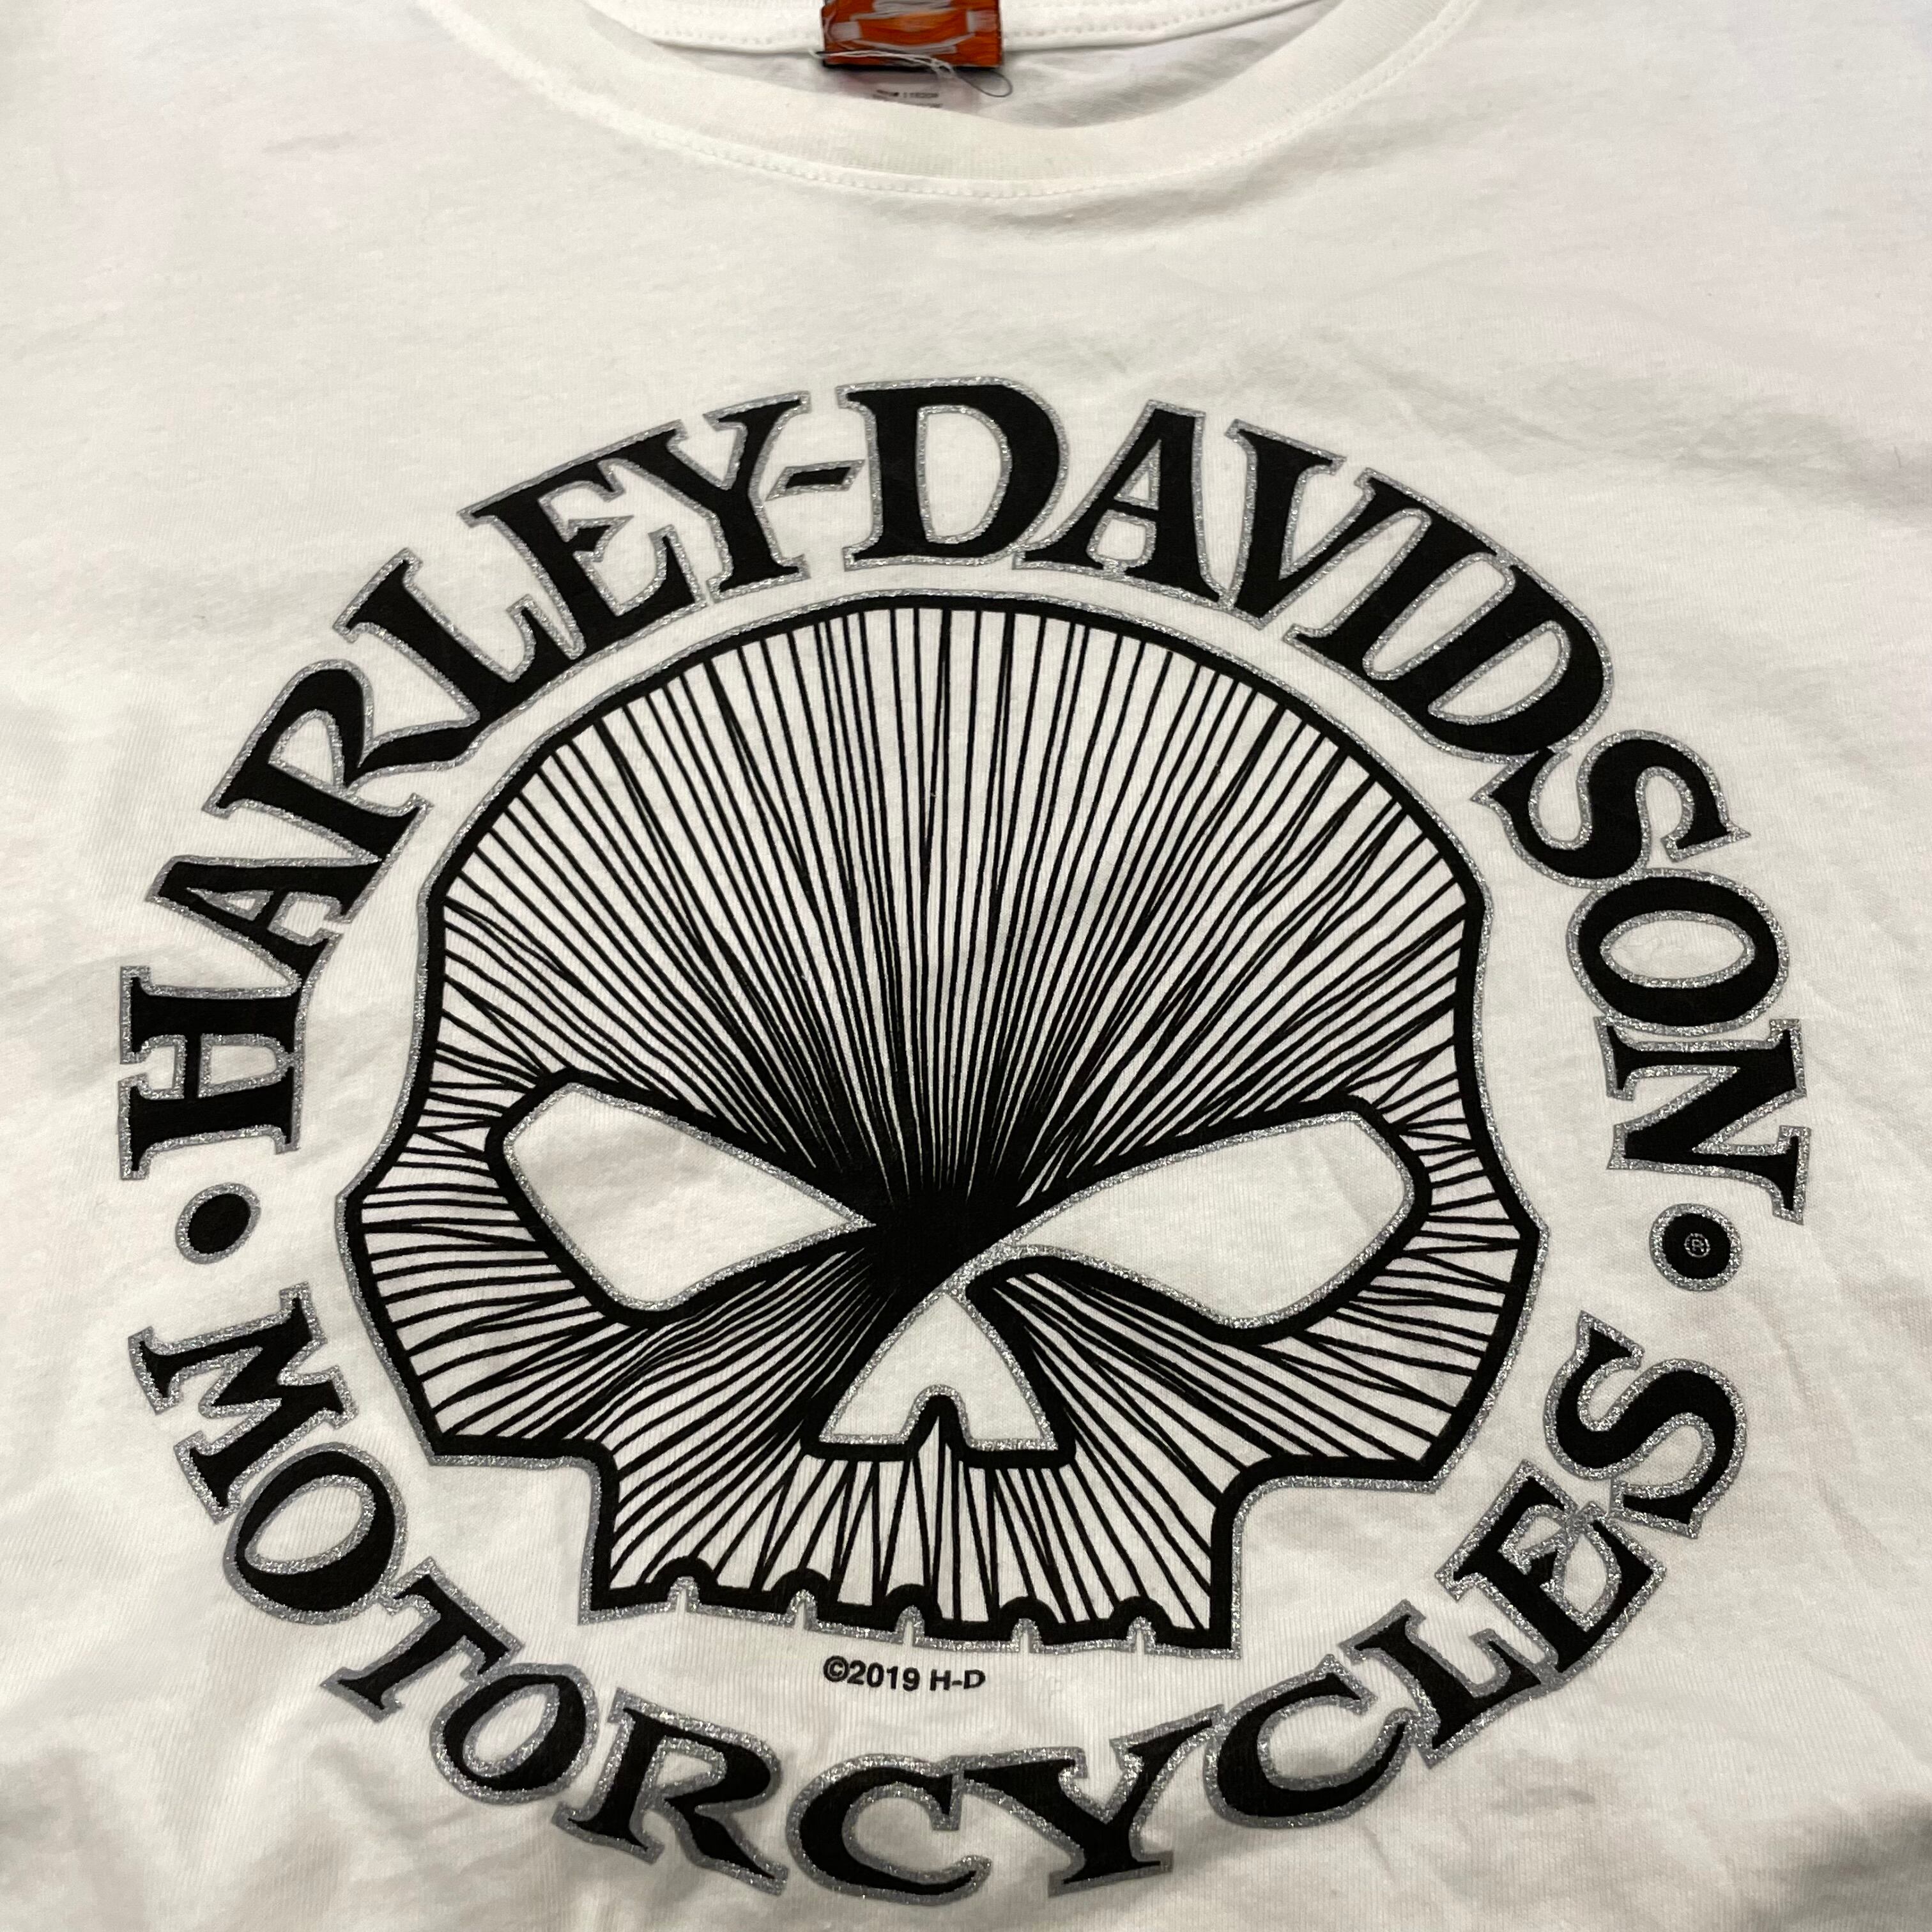 HARLEY-DAVIDSON
®
MOTORCYCLES
©2019 H-D